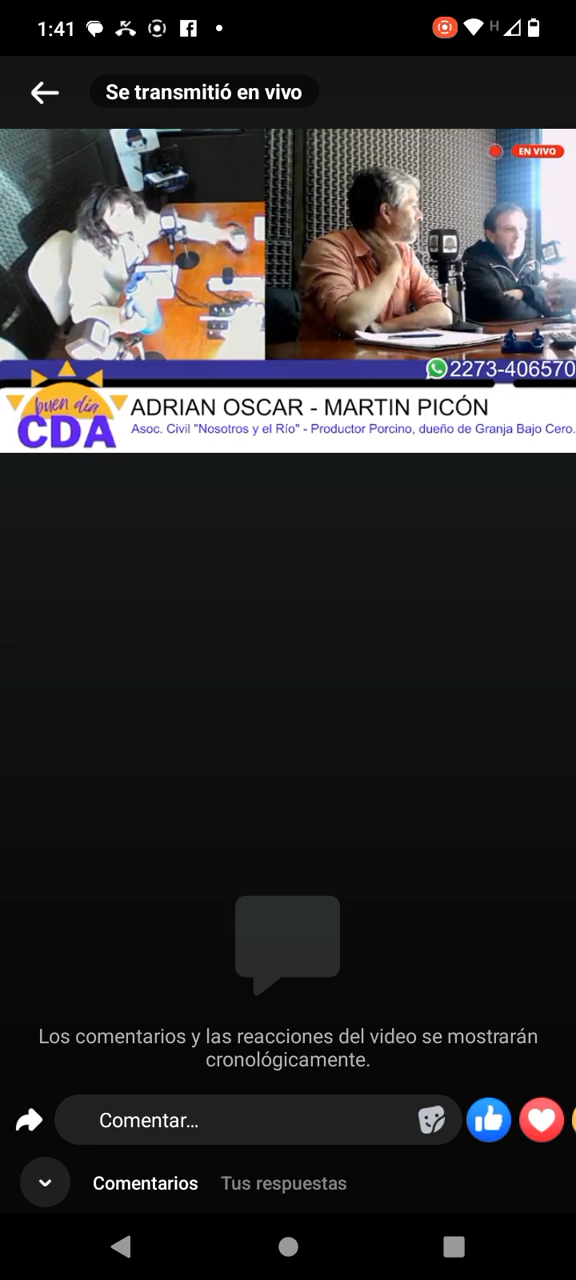 1:41
H
Se transmitió en vivo
EN VIVO
2273-406570
buen día
CDA
ADRIAN OSCAR - MARTIN PICÓN
Asoc. Civil "Nosotros y el Río" - Productor Porcino, dueño de Granja Bajo Cero.
Los comentarios y las reacciones del video se mostrarán
cronológicamente.
Comentar...
Comentarios
Tus respuestas